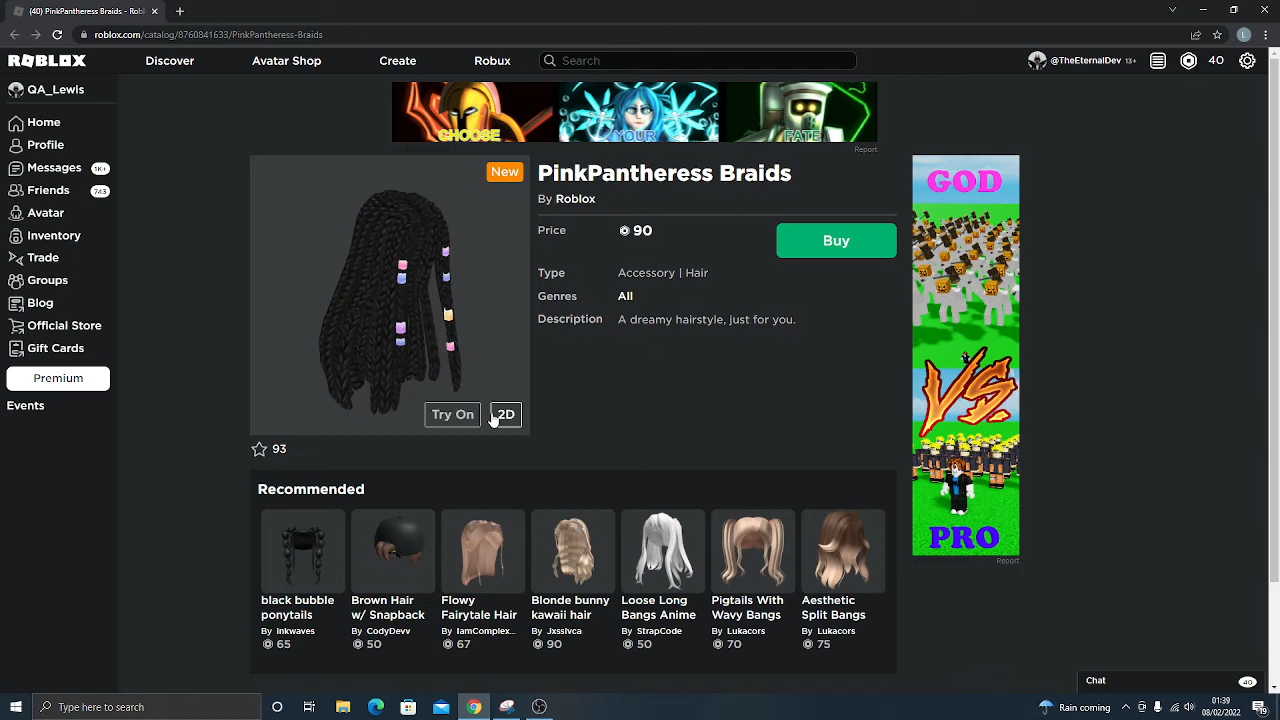 [40) PinkPantheress Braids - Robl
roblox.com/catalog/8760841633/PinkPantheress-Braids
L
ROBLOX
Discover
Avatar Shop
Create
Robux
Search
@TheEternalDev 13+
40
QA_Lewis
Home
Profile
Messages 1K+
Friends 743
Avatar
Inventory
Trade
Groups
Blog
Official Store
Gift Cards
Premium
Events
CHOOSE YOUR FATE
Report
New
Try On
2D
93
PinkPantheress Braids
By Roblox
Price 90
Buy
Type Accessory | Hair
Genres All
Description A dreamy hairstyle, just for you.
GOD
VS
PRO
Report
Recommended
black bubble
ponytails
By Inkwaves
65
Brown Hair
w/ Snapback
By CodyDevv
50
Flowy
Fairytale Hair
By IamComplex...
67
Blonde bunny
kawaii hair
By Jxsslvca
90
Loose Long
Bangs Anime
By StrapCode
50
Pigtails With
Wavy Bangs
By Lukacors
70
Aesthetic
Split Bangs
By Lukacors
75
Chat 40
Type here to search
Rain coming
01:39
08/02/2022